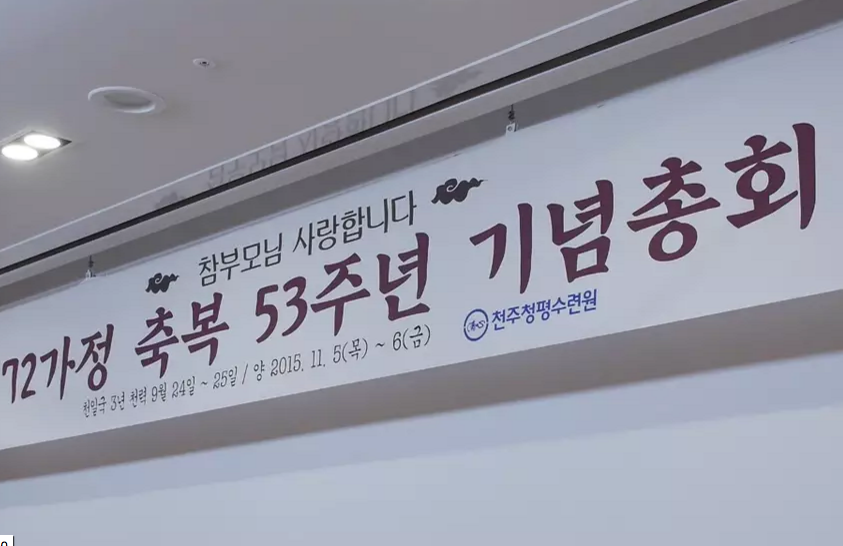 참부모님 사랑합니다
72가정 축복 53주년 기념총회
천일국 3년 천력 9월 24일 ~ 25일 / 양 2015. 11. 5(목) ~ 6(금)
천주청평수련원